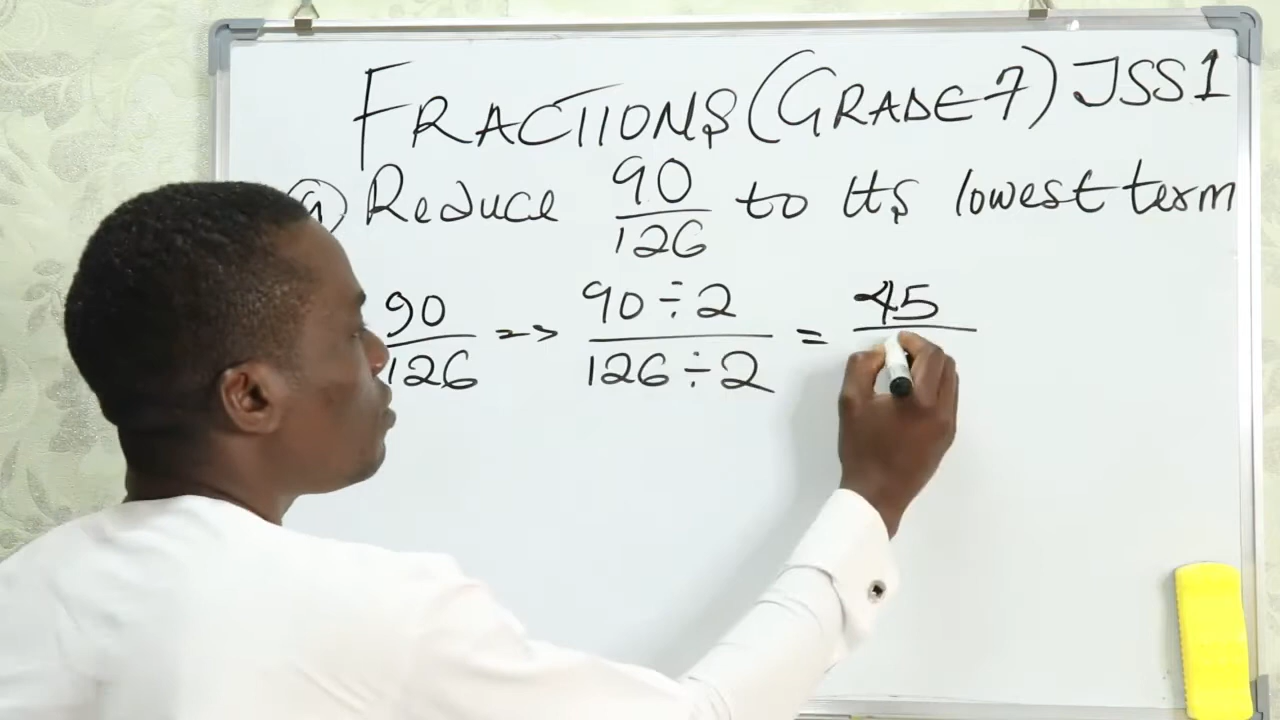 FRACTIONS (GRADE 7) JSS1
a) Reduce 90/126 to Its lowest term
90/126 => 90÷2/126÷2 = 45/